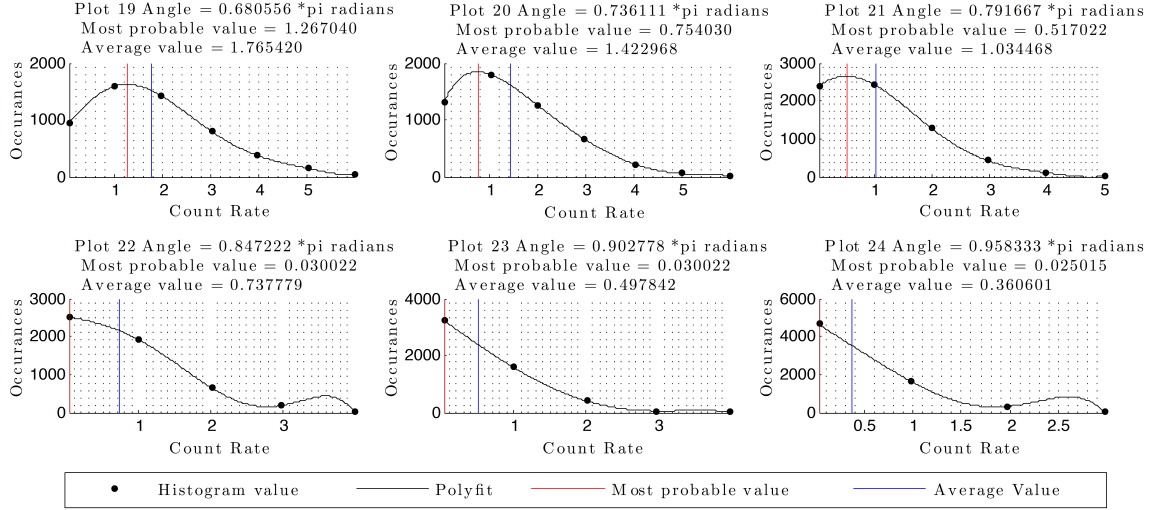 Plot 19 Angle = 0.680556 *pi radians
Most probable value = 1.267040
Average value = 1.765420
Occurances
2000
1000
0
1 2 3 4 5
Count Rate
Plot 20 Angle = 0.736111 *pi radians
Most probable value = 0.754030
Average value = 1.422968
Occurances
2000
1000
0
1 2 3 4 5
Count Rate
Plot 21 Angle = 0.791667 *pi radians
Most probable value = 0.517022
Average value = 1.034468
Occurances
3000
2000
1000
0
1 2 3 4 5
Count Rate
Plot 22 Angle = 0.847222 *pi radians
Most probable value = 0.030022
Average value = 0.737779
Occurances
3000
2000
1000
0
1 2 3
Count Rate
Plot 23 Angle = 0.902778 *pi radians
Most probable value = 0.030022
Average value = 0.497842
Occurances
4000
2000
0
1 2 3
Count Rate
Plot 24 Angle = 0.958333 *pi radians
Most probable value = 0.025015
Average value = 0.360601
Occurances
6000
4000
2000
0
0.5 1 1.5 2 2.5
Count Rate
Histogram value Polyfit Most probable value Average Value